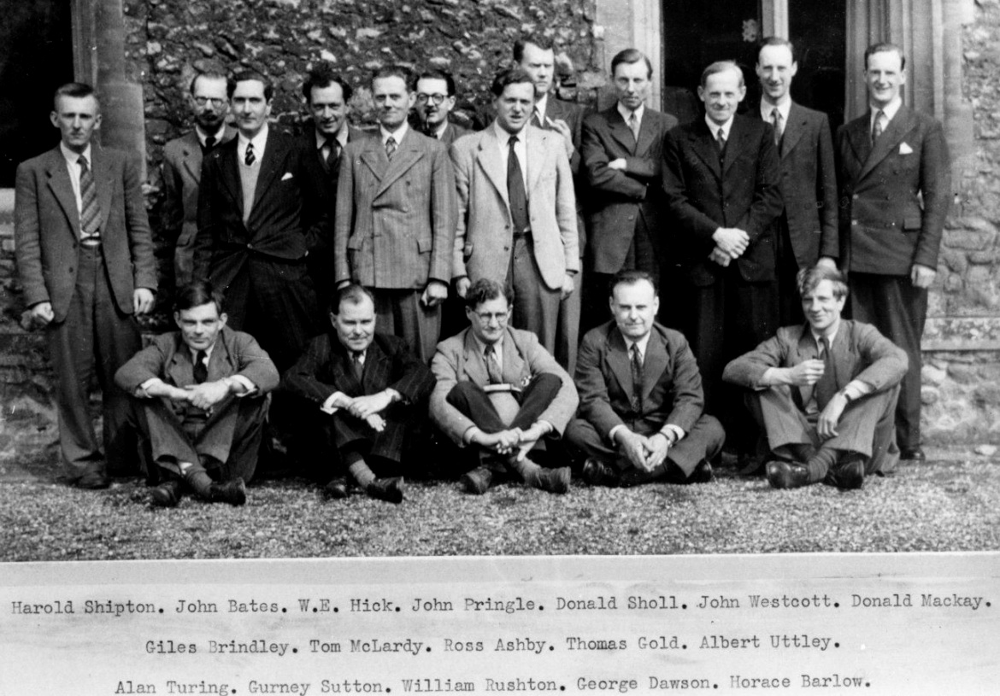 Harold Shipton. John Bates. W.E. Hick. John Pringle. Donald Sholl. John Westcott. Donald Mackay.
Giles Brindley. Tom McLardy. Ross Ashby. Thomas Gold. Albert Uttley.
Alan Turing. Gurney Sutton. William Rushton. George Dawson. Horace Barlow.